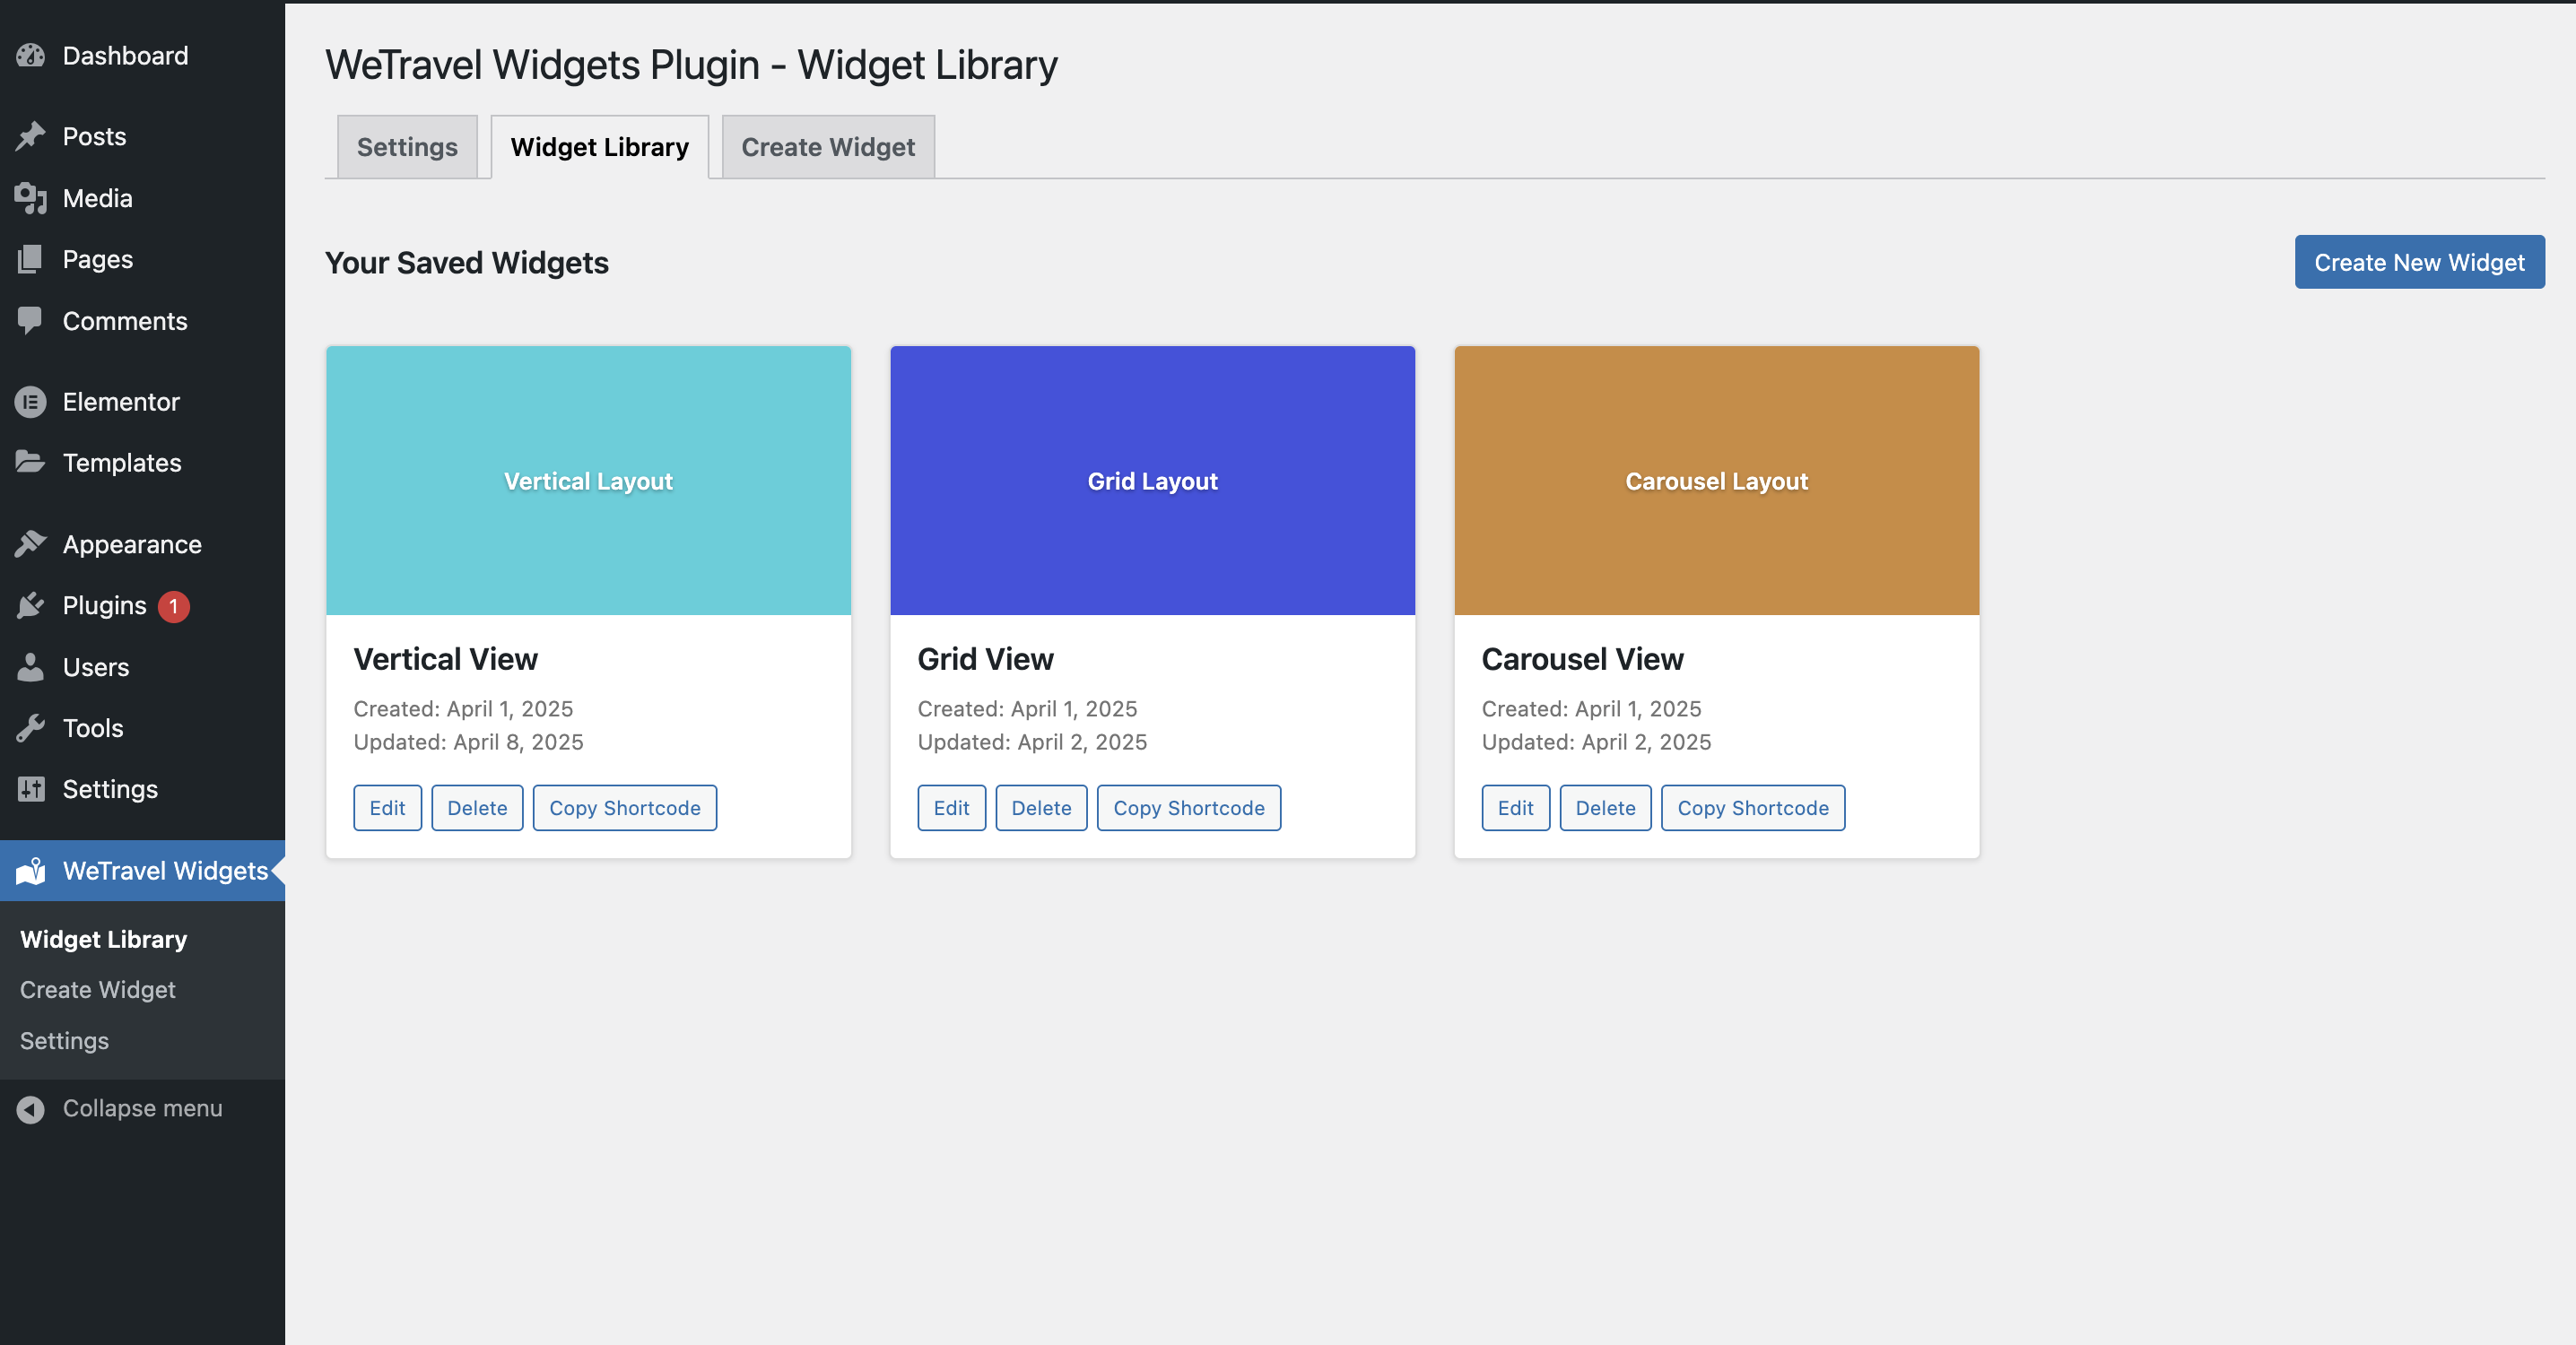 Dashboard
Posts
Media
Pages
Comments
Elementor
Templates
Appearance
Plugins 1
Users
Tools
Settings
WeTravel Widgets
Widget Library
Create Widget
Settings
Collapse menu
WeTravel Widgets Plugin - Widget Library
Settings
Widget Library
Create Widget
Your Saved Widgets
Create New Widget
Vertical Layout
Vertical View
Created: April 1, 2025
Updated: April 8, 2025
Edit
Delete
Copy Shortcode
Grid Layout
Grid View
Created: April 1, 2025
Updated: April 2, 2025
Edit
Delete
Copy Shortcode
Carousel Layout
Carousel View
Created: April 1, 2025
Updated: April 2, 2025
Edit
Delete
Copy Shortcode